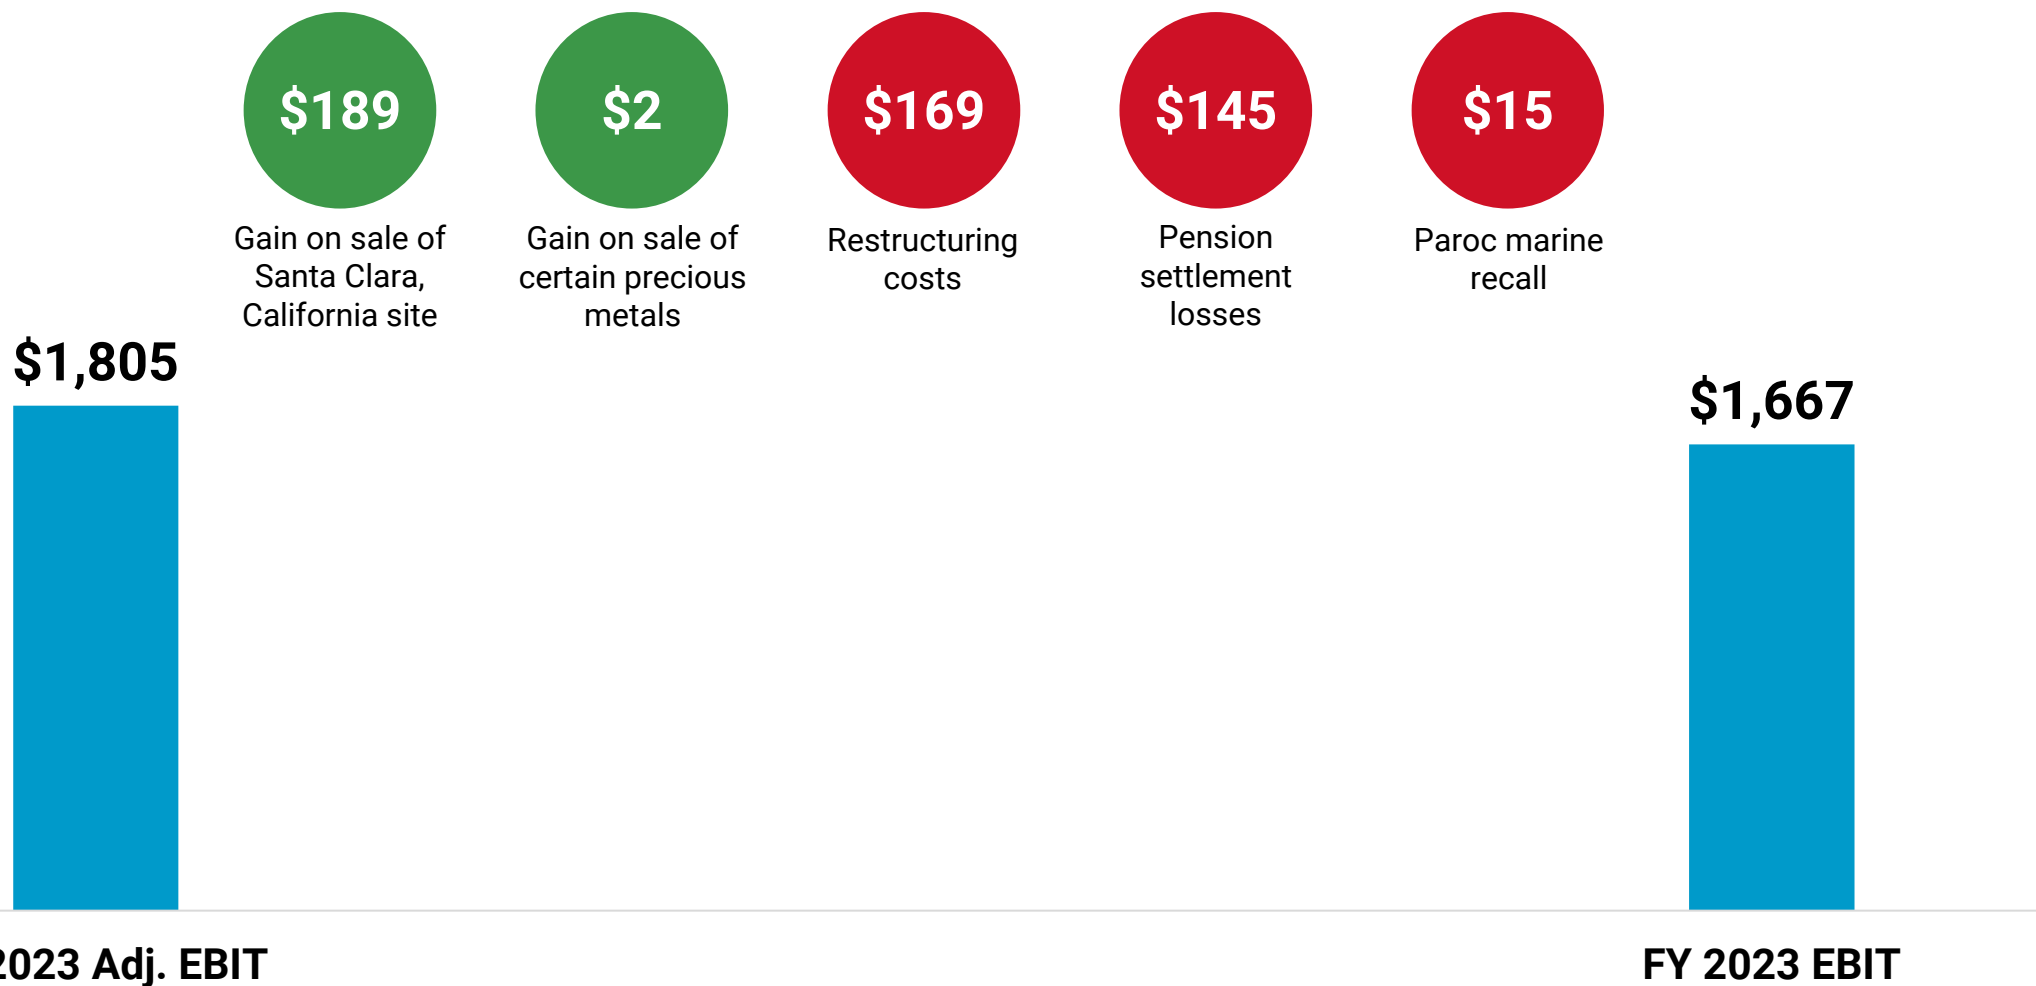 $189
Gain on sale of
Santa Clara,
California site
$2
Gain on sale of
certain precious
metals
$169
Restructuring
costs
$145
Pension
settlement
losses
$15
Paroc marine
recall
$1,805
$1,667
2023 Adj. EBIT
FY 2023 EBIT